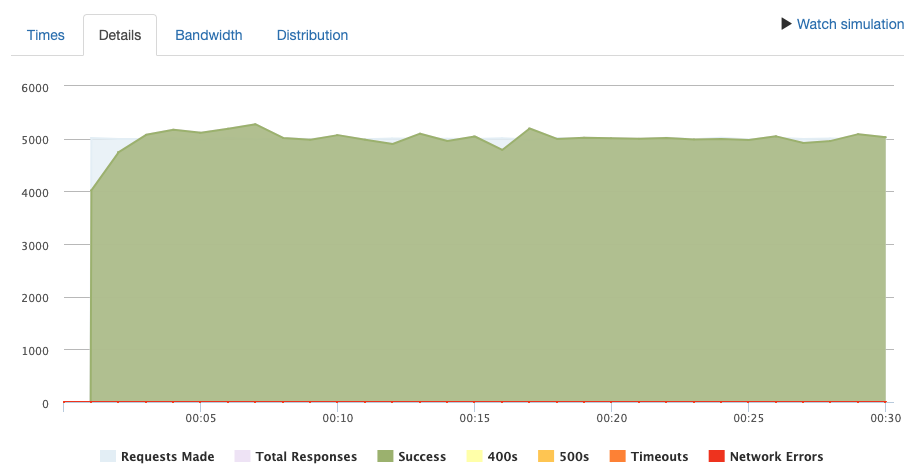 Times Details Bandwidth Distribution ▶ Watch simulation
6000
5000
4000
3000
2000
1000
0
00:05 00:10 00:15 00:20 00:25 00:30
Requests Made Total Responses Success 400s 500s Timeouts Network Errors